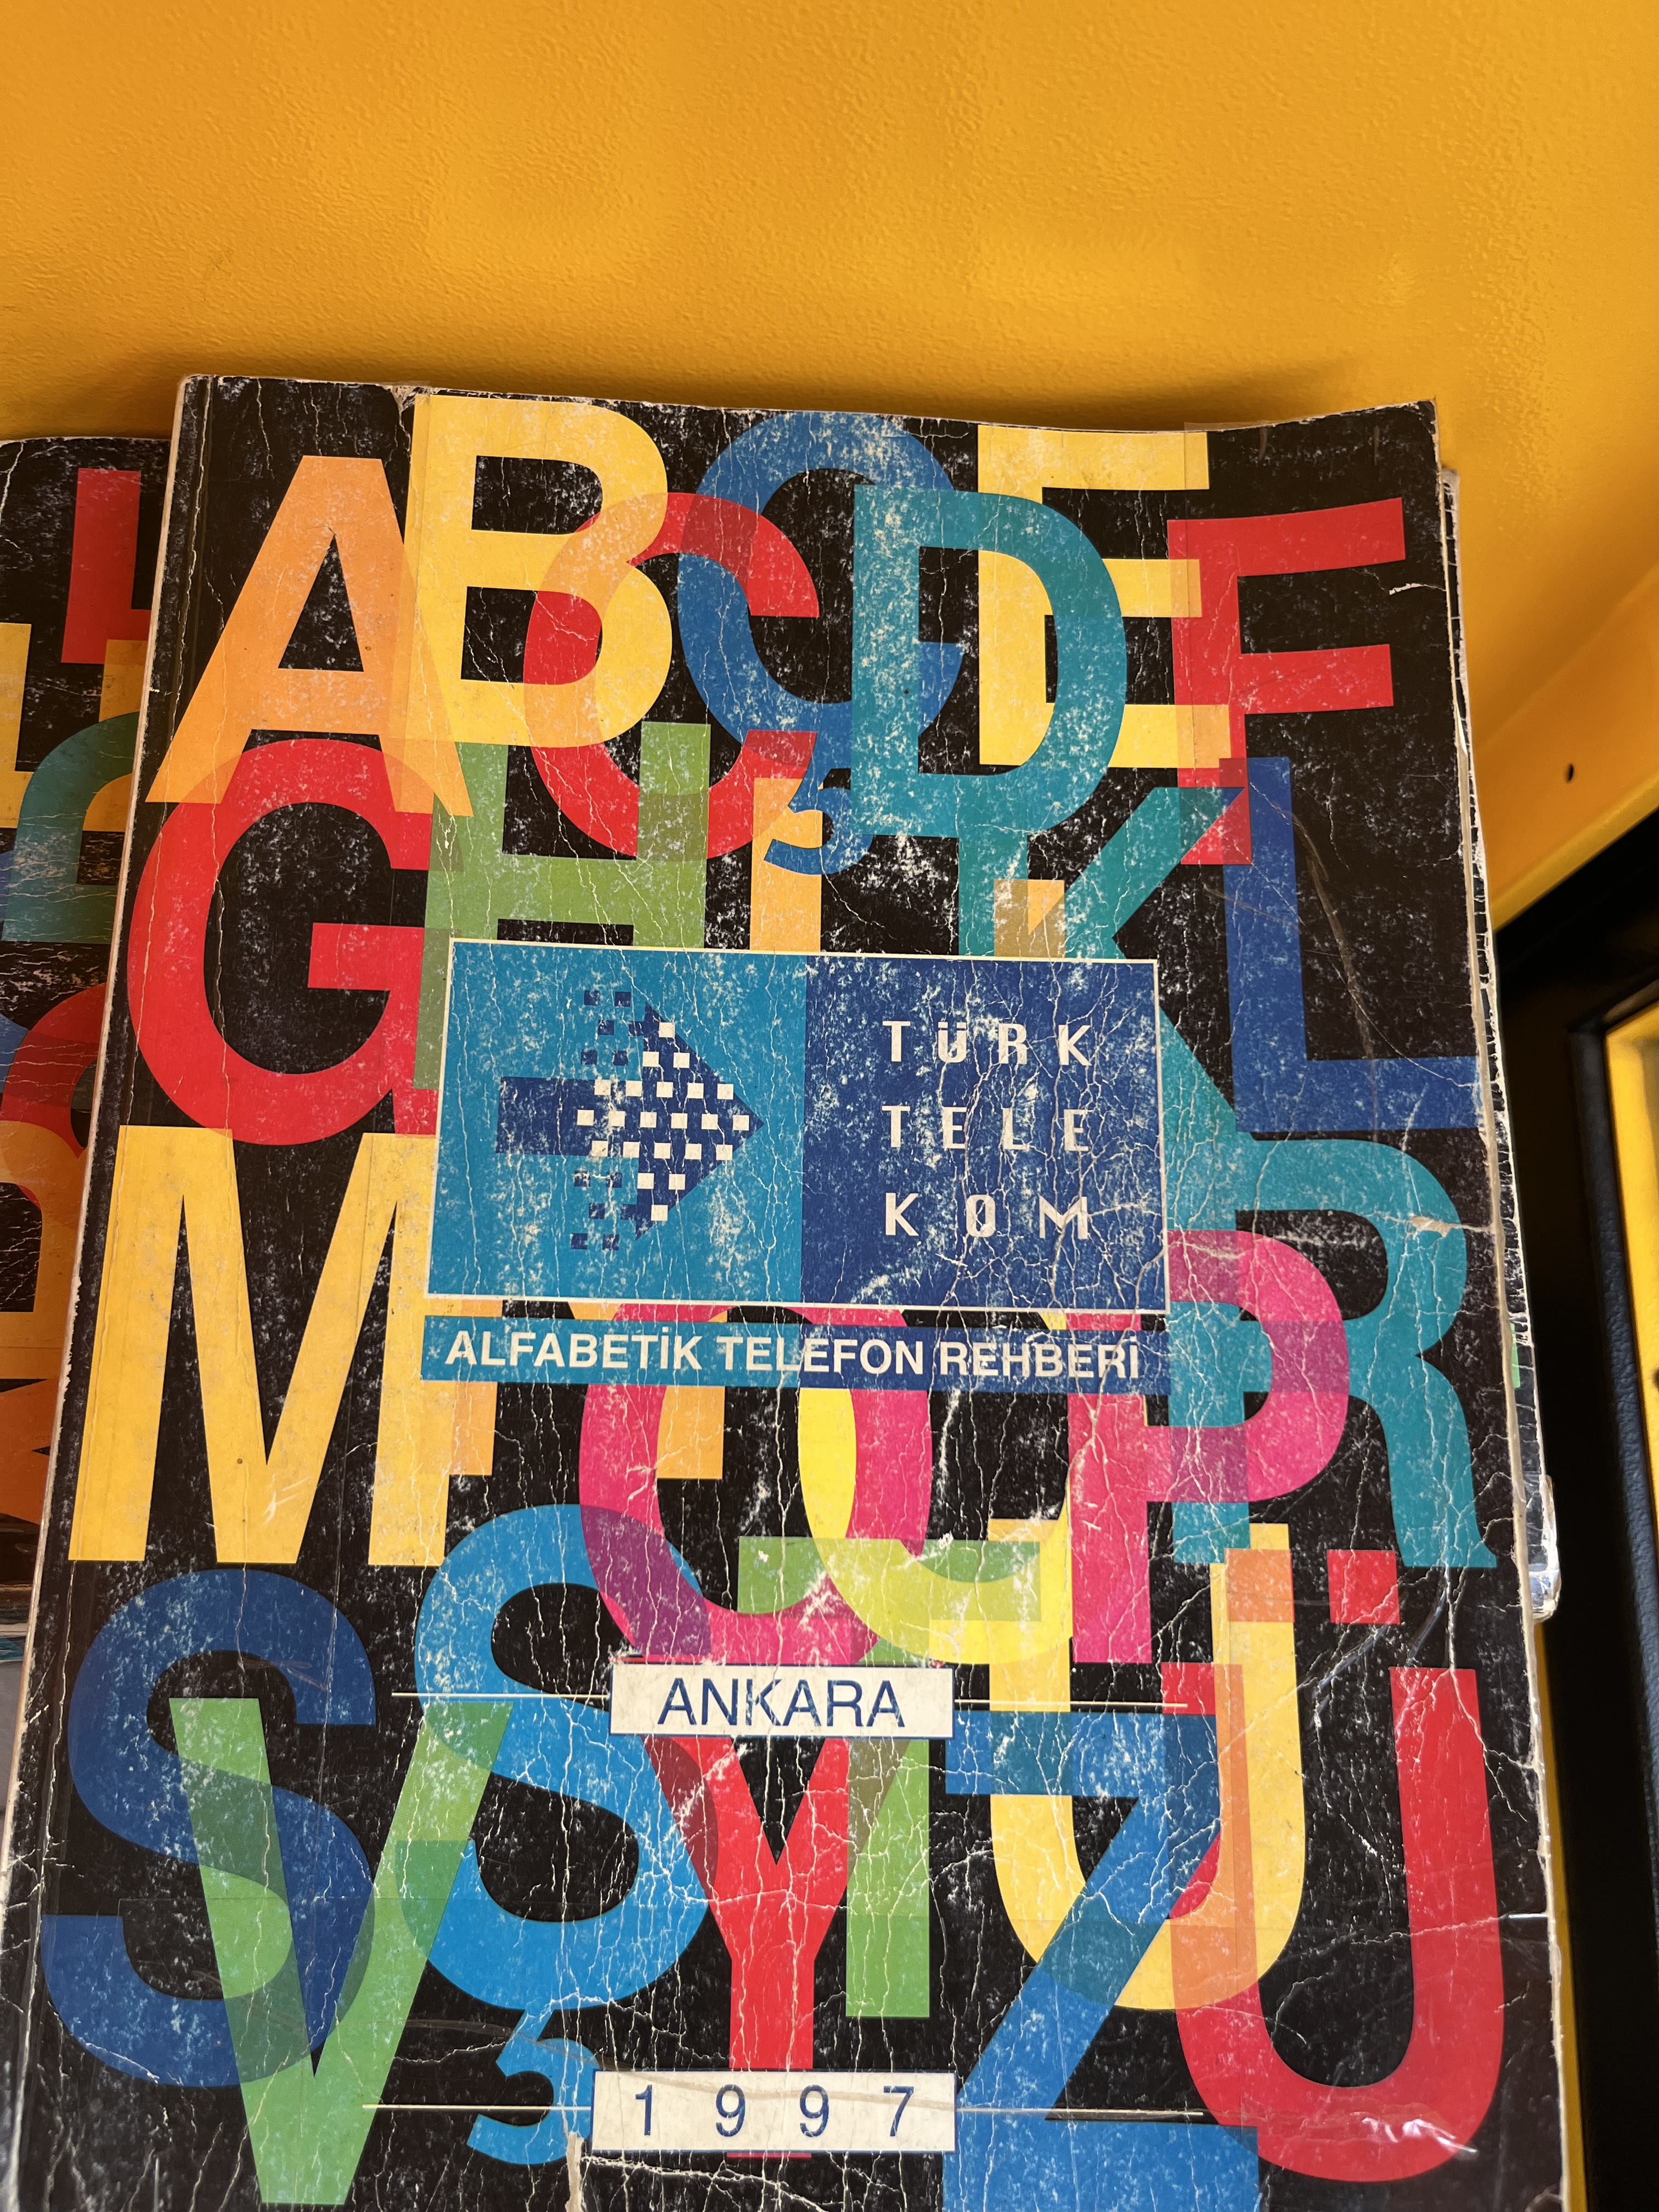 A B C Ç D E F
G H I K L
M O P R
S Ş U Ü
V Y Z
TÜRK
TELE
KOM
ALFABETİK TELEFON REHBERİ
ANKARA
1997